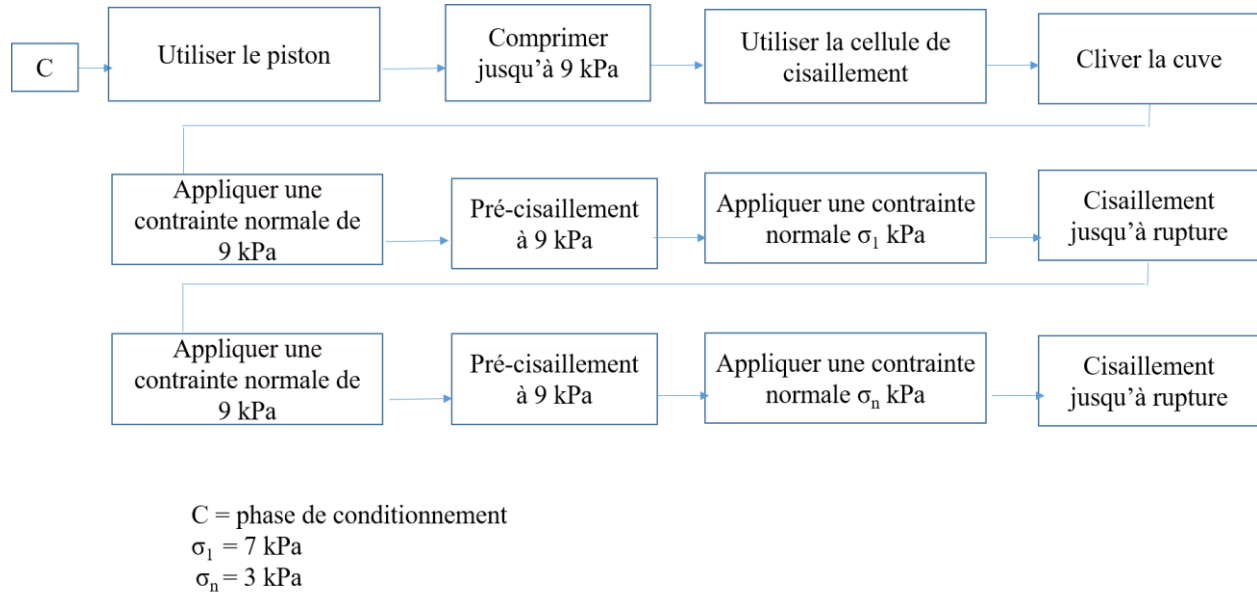 C
Utiliser le piston
Comprimer
jusqu'à 9 kPa
Utiliser la cellule de
cisaillement
Cliver la cuve
Appliquer une
contrainte normale de
9 kPa
Pré-cisaillement
à 9 kPa
Appliquer une contrainte
normale σ₁ kPa
Cisaillement
jusqu'à rupture
Appliquer une
contrainte normale de
9 kPa
Pré-cisaillement
à 9 kPa
Appliquer une contrainte
normale σₙ kPa
Cisaillement
jusqu'à rupture
C = phase de conditionnement
σ₁ = 7 kPa
σₙ = 3 kPa